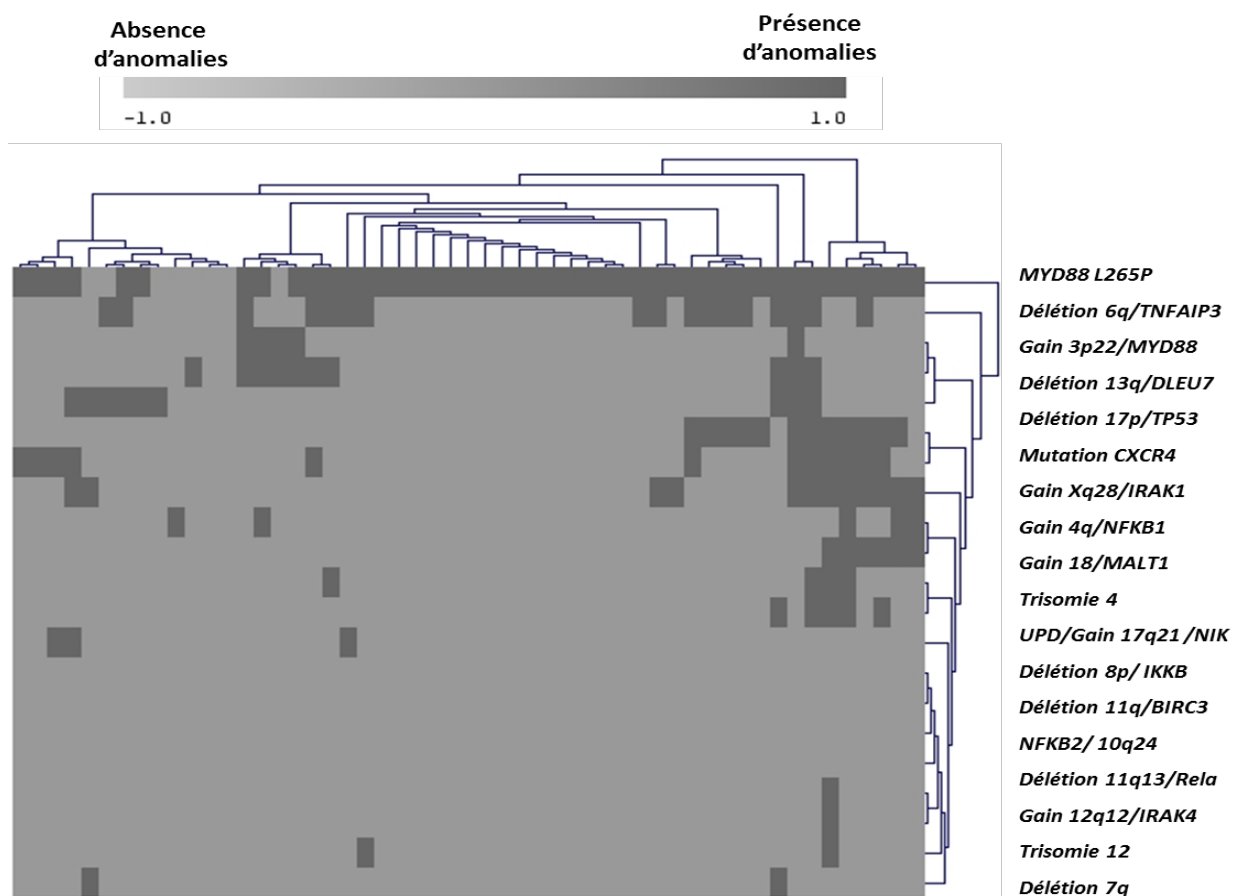 Absence
d’anomalies
Présence
d’anomalies
-1.0
1.0
MYD88 L265P
Délétion 6q/TNFAIP3
Gain 3p22/MYD88
Délétion 13q/DLEU7
Délétion 17p/TP53
Mutation CXCR4
Gain Xq28/IRAK1
Gain 4q/NFKB1
Gain 18/MALT1
Trisomie 4
UPD/Gain 17q21 /NIK
Délétion 8p/ IKKB
Délétion 11q/BIRC3
NFKB2/ 10q24
Délétion 11q13/Rela
Gain 12q12/IRAK4
Trisomie 12
Délétion 7q